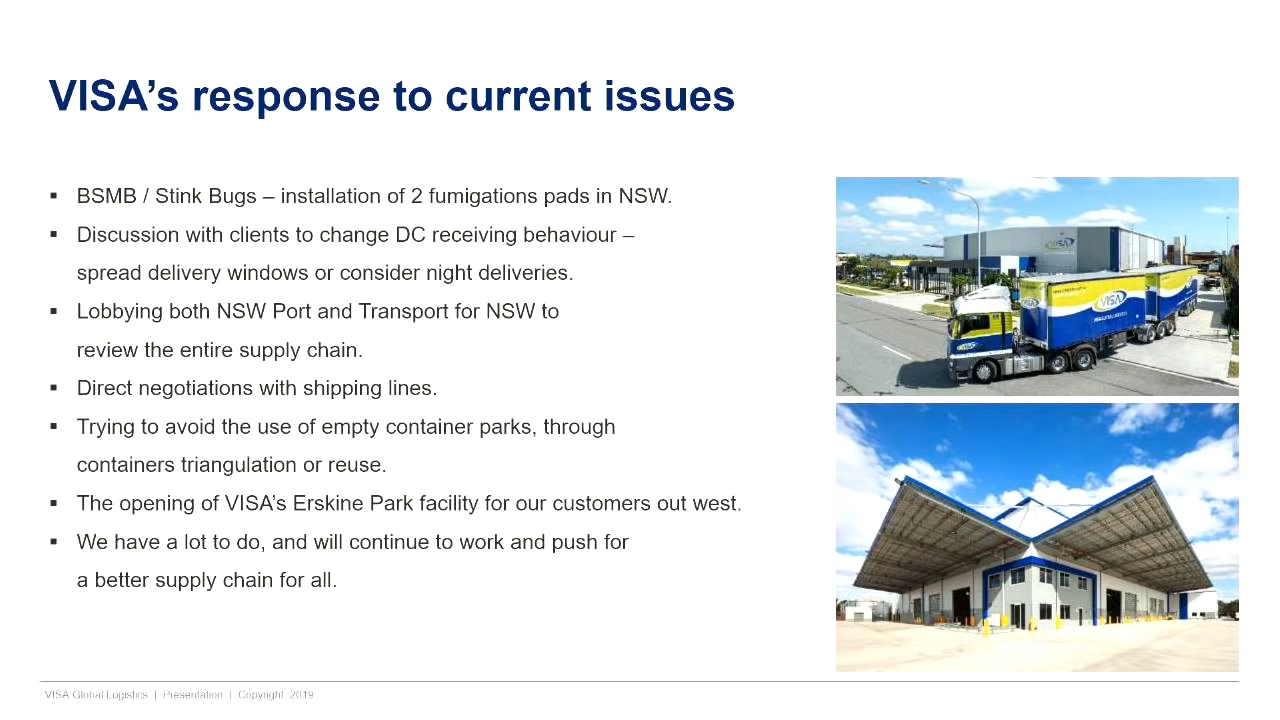 VISA’s response to current issues
▪ BSMB / Stink Bugs – installation of 2 fumigations pads in NSW.
▪ Discussion with clients to change DC receiving behaviour –
spread delivery windows or consider night deliveries.
▪ Lobbying both NSW Port and Transport for NSW to
review the entire supply chain.
▪ Direct negotiations with shipping lines.
▪ Trying to avoid the use of empty container parks, through
containers triangulation or reuse.
▪ The opening of VISA’s Erskine Park facility for our customers out west.
▪ We have a lot to do, and will continue to work and push for
a better supply chain for all.
VISA
VISA
VISA Global Logistics | Presentation | Copyright 2019